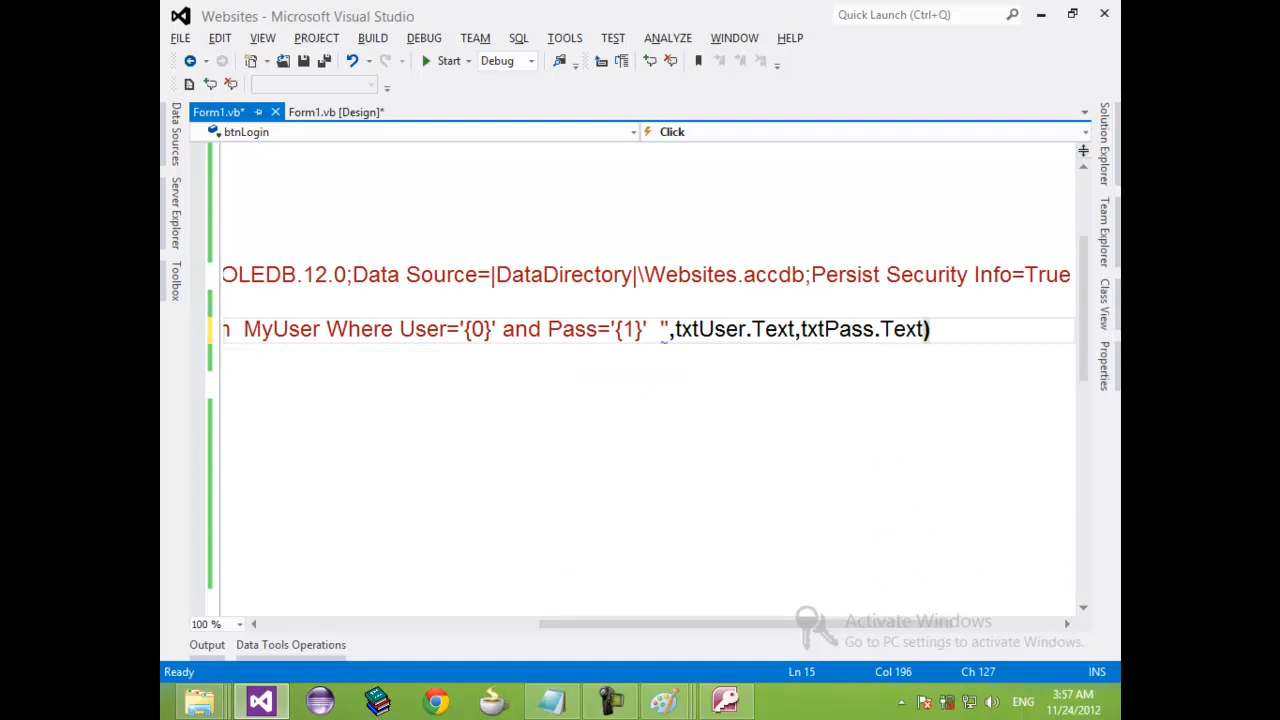 Websites - Microsoft Visual Studio
Quick Launch (Ctrl+Q)
FILE EDIT VIEW PROJECT BUILD DEBUG TEAM SQL TOOLS TEST ANALYZE WINDOW HELP
Start Debug
Form1.vb* Form1.vb [Design]*
btnLogin Click
Data Sources
Server Explorer
Toolbox
OLEDB.12.0;Data Source=|DataDirectory|\Websites.accdb;Persist Security Info=True
MyUser Where User='{0}' and Pass='{1}' ",txtUser.Text,txtPass.Text)
Solution Explorer
Team Explorer
Class View
Properties
100 %
Activate Windows
Go to PC settings to activate Windows.
Output Data Tools Operations
Ready Ln 15 Col 196 Ch 127 INS
ENG
3:57 AM
11/24/2012